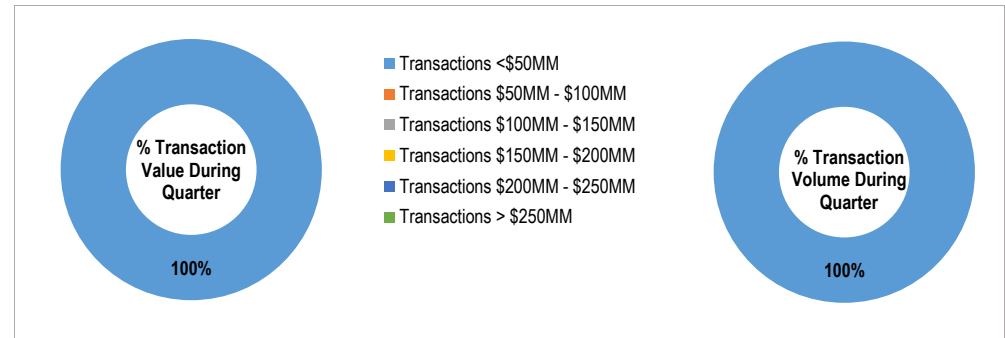 % Transaction
Value During
Quarter
100%
Transactions <$50MM
Transactions $50MM - $100MM
Transactions $100MM - $150MM
Transactions $150MM - $200MM
Transactions $200MM - $250MM
Transactions > $250MM
% Transaction
Volume During
Quarter
100%